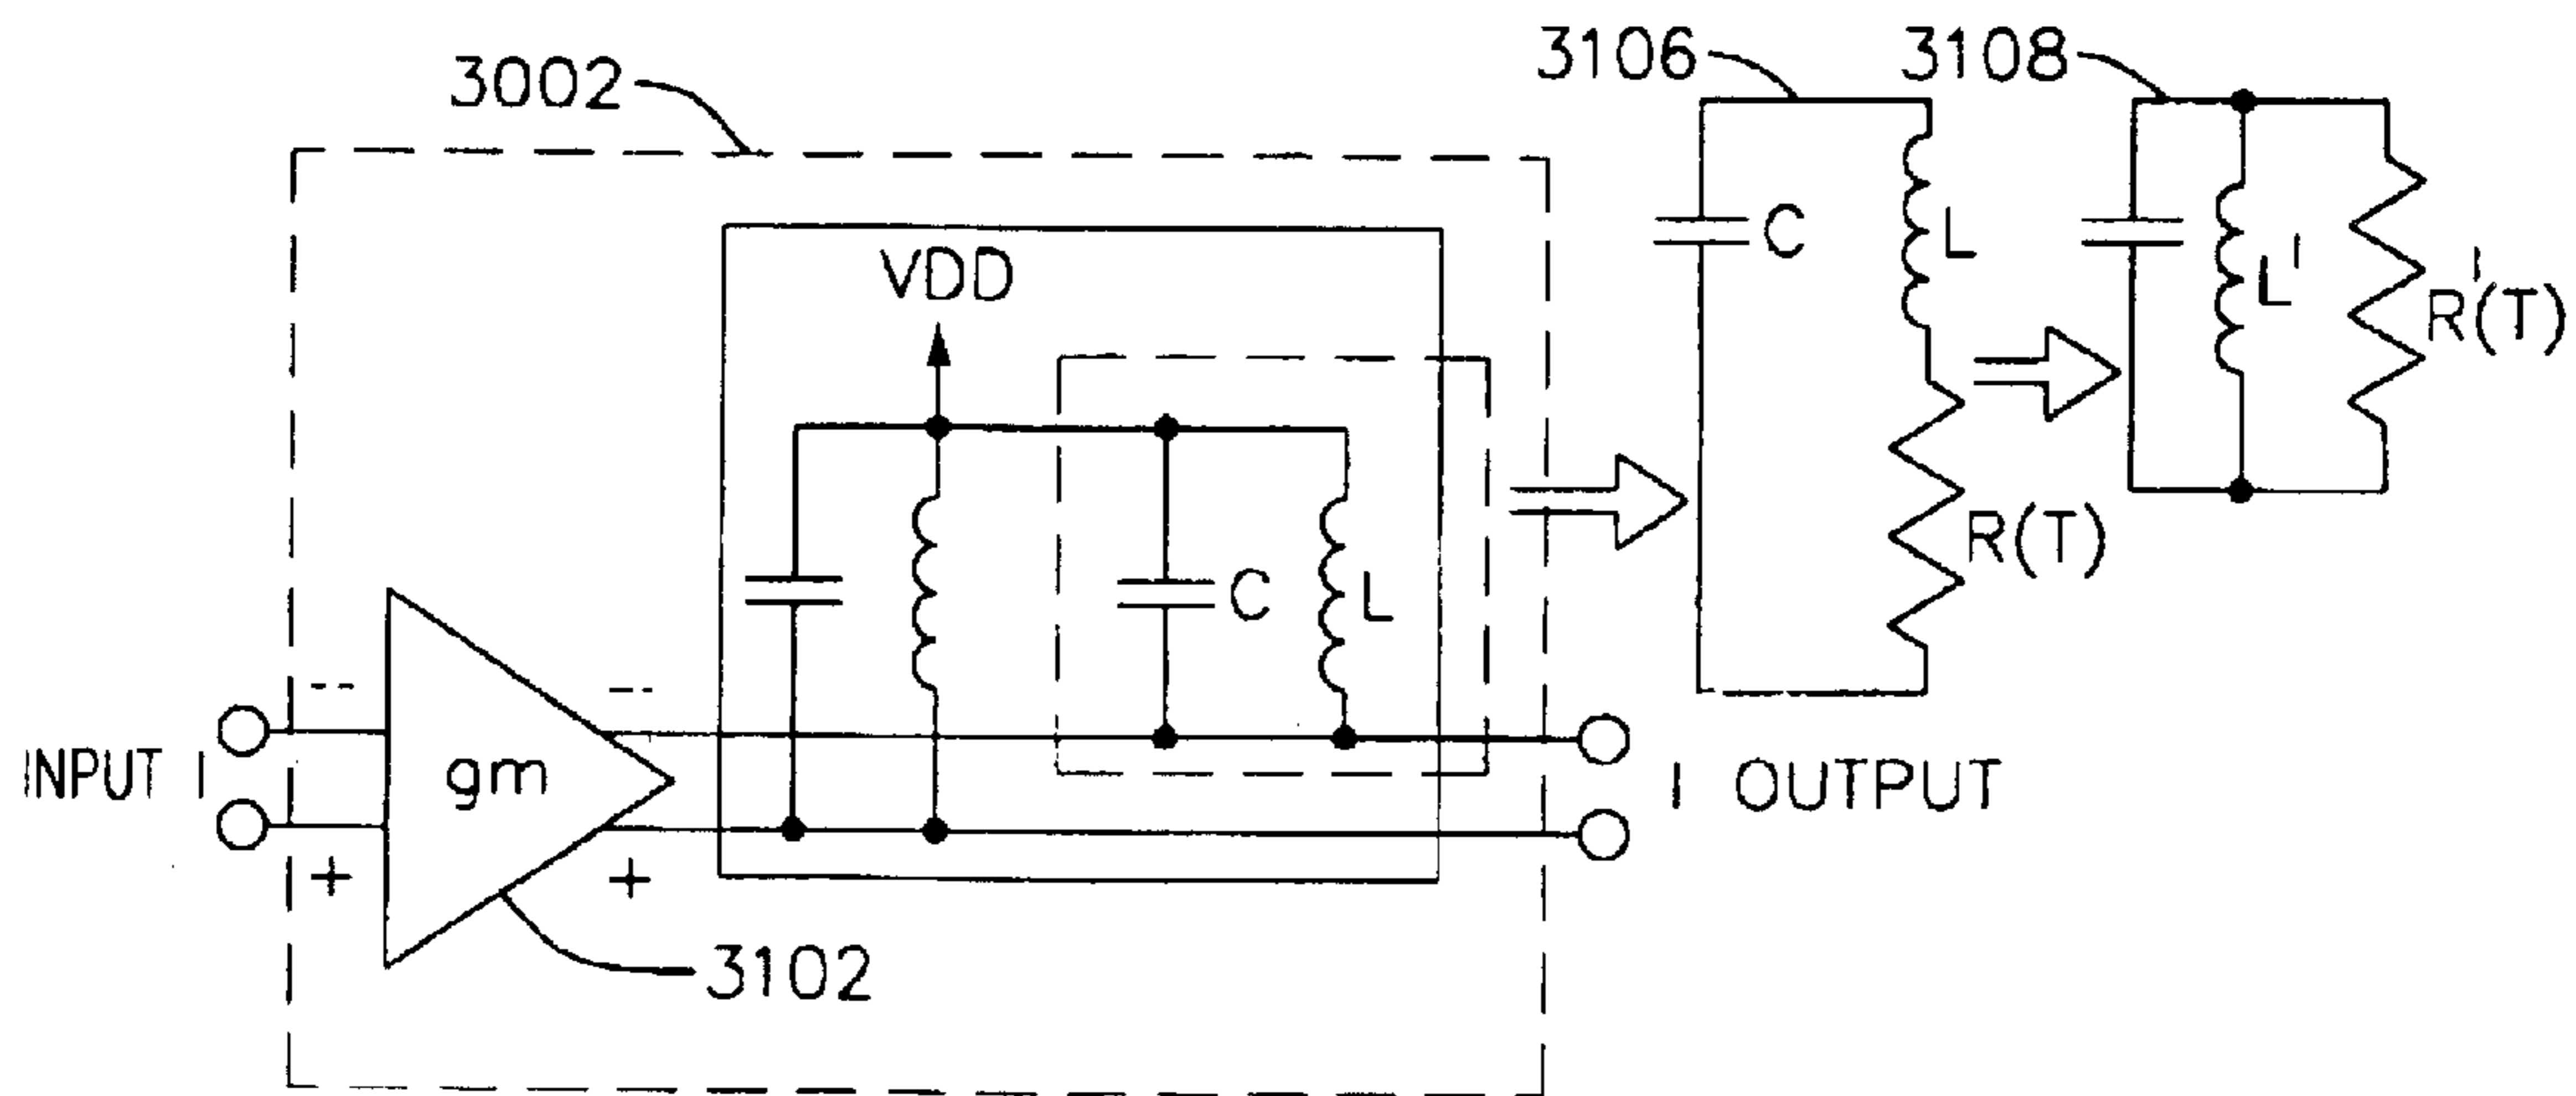 3002
3106
3108
VDD
C
L
L'
R'(T)
R(T)
C
L
-
-
INPUT I
gm
I OUTPUT
+
+
3102